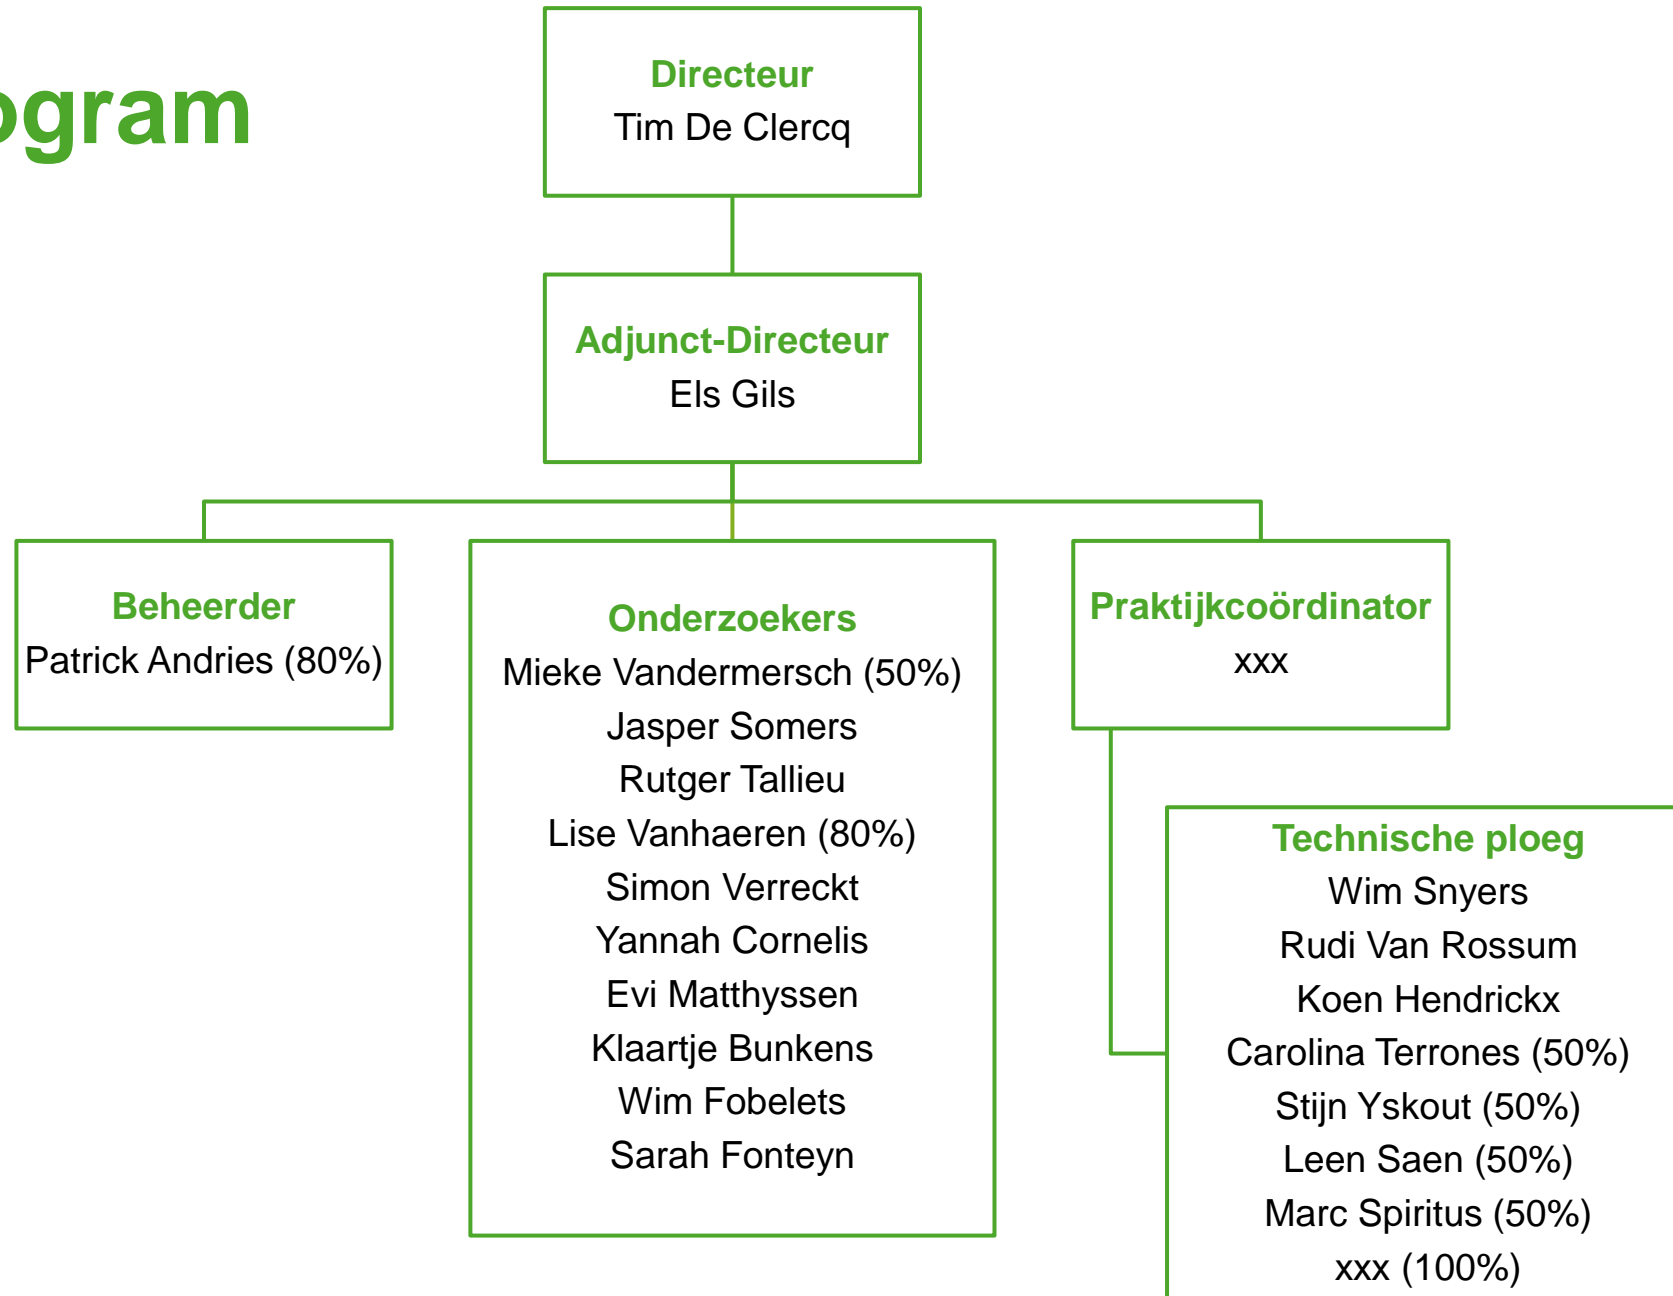 ogram
Directeur
Tim De Clercq
Adjunct-Directeur
Els Gils
Beheerder
Patrick Andries (80%)
Onderzoekers
Mieke Vandermersch (50%)
Jasper Somers
Rutger Tallieu
Lise Vanhaeren (80%)
Simon Verreckt
Yannah Cornelis
Evi Matthyssen
Klaartje Bunkens
Wim Fobelets
Sarah Fonteyn
Praktijkcoördinator
xxx
Technische ploeg
Wim Snyers
Rudi Van Rossum
Koen Hendrickx
Carolina Terrones (50%)
Stijn Yskout (50%)
Leen Saen (50%)
Marc Spiritus (50%)
xxx (100%)